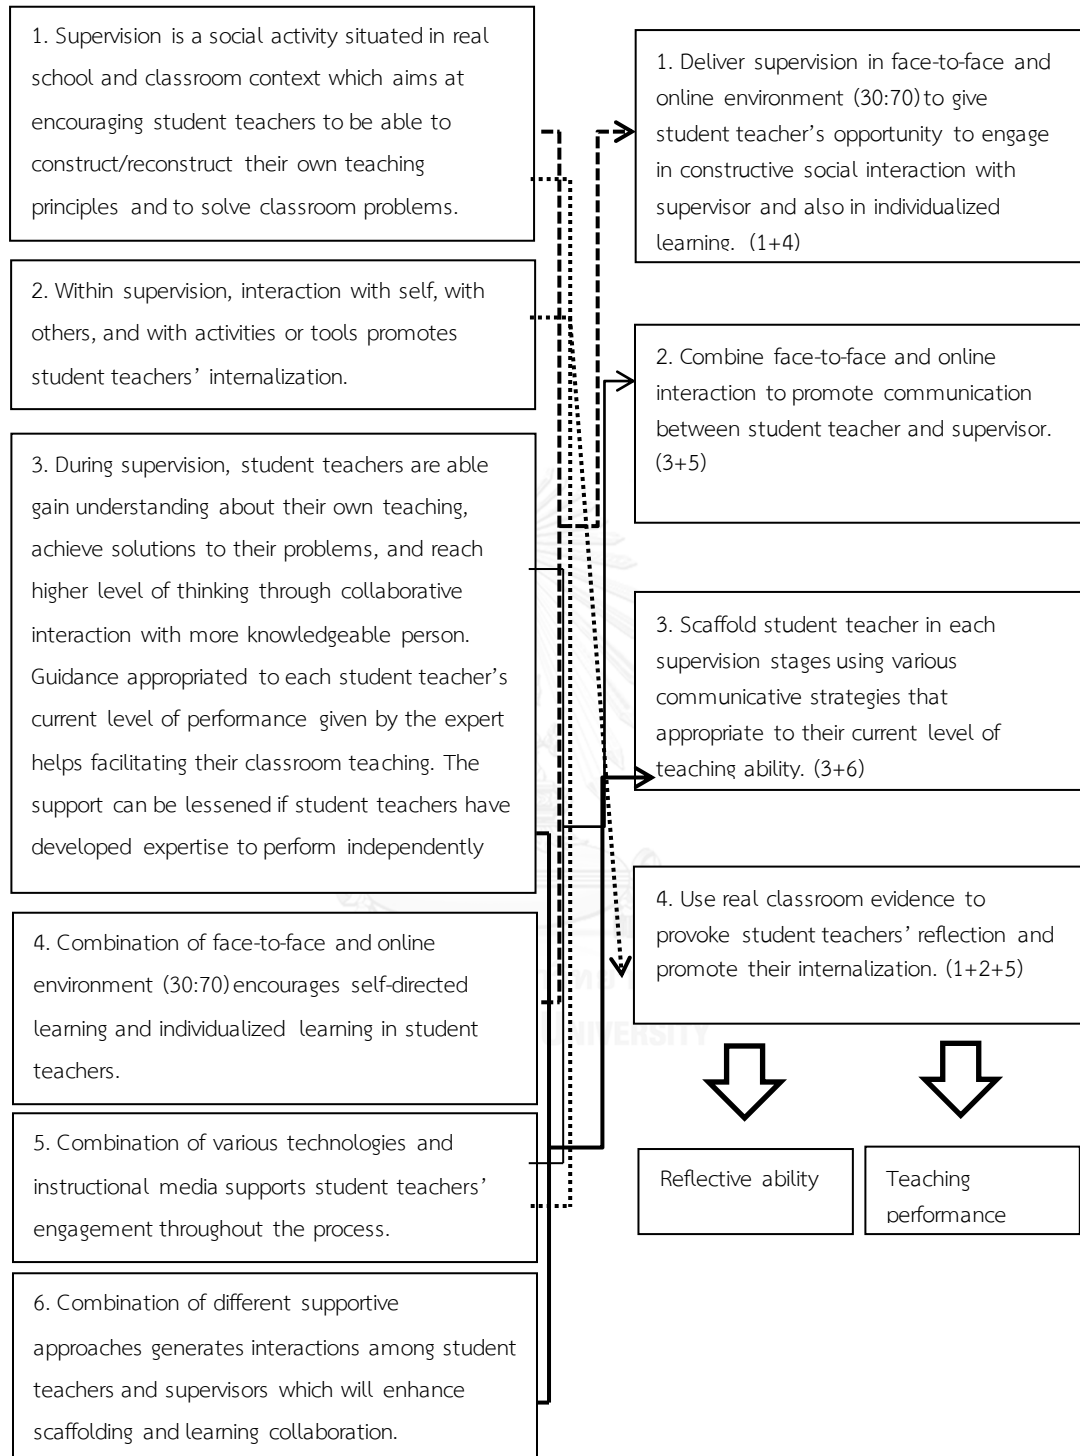 1. Supervision is a social activity situated in real
school and classroom context which aims at
encouraging student teachers to be able to
construct/reconstruct their own teaching
principles and to solve classroom problems.
2. Within supervision, interaction with self, with
others, and with activities or tools promotes
student teachers' internalization.
3. During supervision, student teachers are able
gain understanding about their own teaching,
achieve solutions to their problems, and reach
higher level of thinking through collaborative
interaction with more knowledgeable person.
Guidance appropriated to each student teacher's
current level of performance given by the expert
helps facilitating their classroom teaching. The
support can be lessened if student teachers have
developed expertise to perform independently
4. Combination of face-to-face and online
environment (30:70) encourages self-directed
learning and individualized learning in student
teachers.
5. Combination of various technologies and
instructional media supports student teachers'
engagement throughout the process.
6. Combination of different supportive
approaches generates interactions among student
teachers and supervisors which will enhance
scaffolding and learning collaboration.
1. Deliver supervision in face-to-face and
online environment (30:70) to give
student teacher's opportunity to engage
in constructive social interaction with
supervisor and also in individualized
learning. (1+4)
2. Combine face-to-face and online
interaction to promote communication
between student teacher and supervisor.
(3+5)
3. Scaffold student teacher in each
supervision stages using various
communicative strategies that
appropriate to their current level of
teaching ability. (3+6)
4. Use real classroom evidence to
provoke student teachers' reflection and
promote their internalization. (1+2+5)
UNIVERSITY
Reflective ability
Teaching
performance